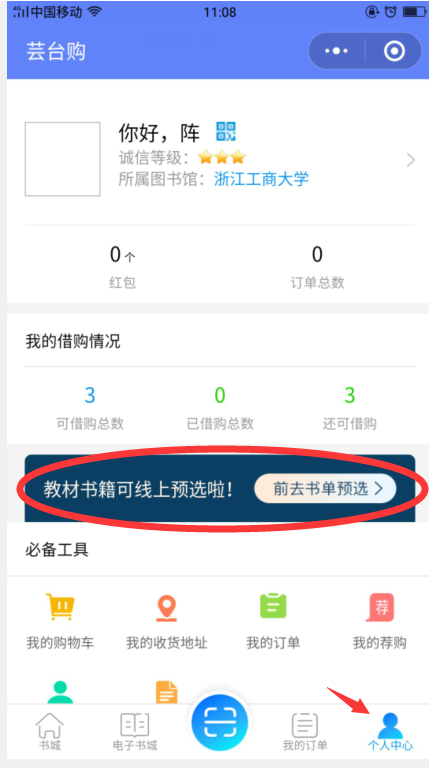 4G 中国移动 11:08
芸台购
你好，阵
诚信等级：
所属图书馆：浙江工商大学
0个 0
红包 订单总数
我的借购情况
3 0 3
可借购总数 已借购总数 还可借购
教材书籍可线上预选啦！ 前去书单预选
必备工具
荐
我的购物车 我的收货地址 我的订单 我的荐购
书城 电子书城 我的订单 个人中心